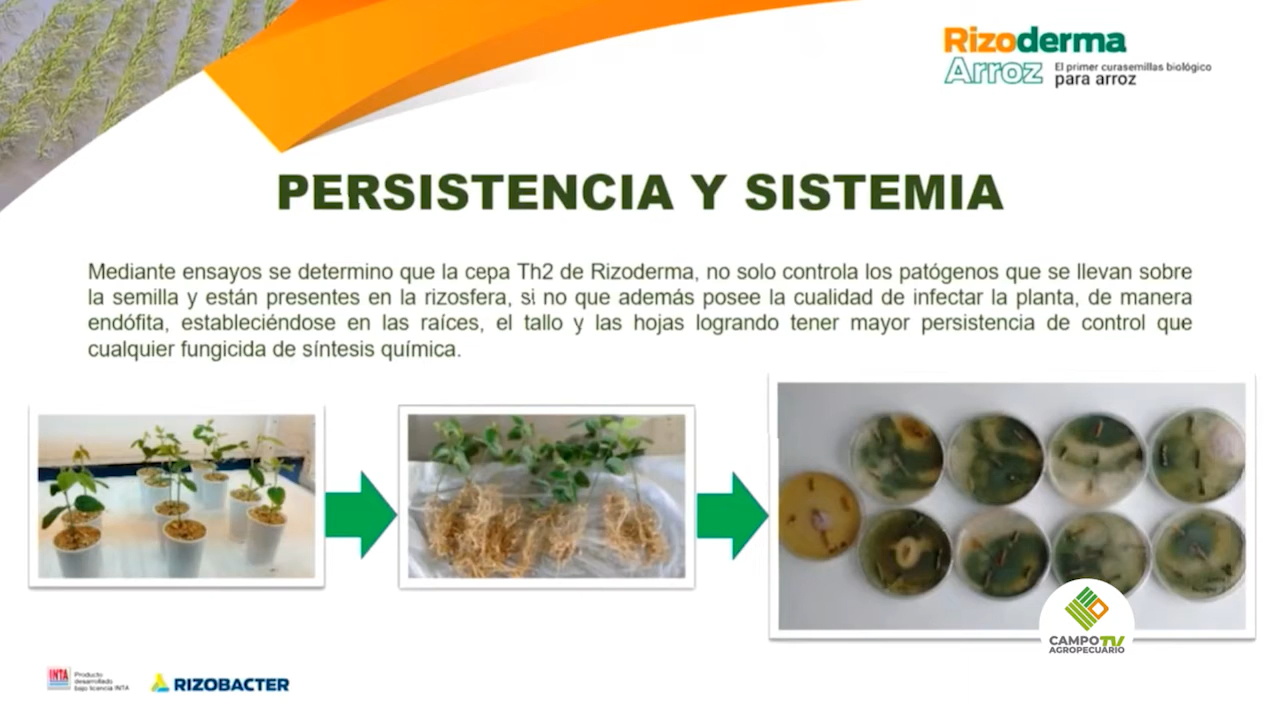 Rizoderma
Arroz El primer curasemillas biológico
para arroz
PERSISTENCIA Y SISTEMIA
Mediante ensayos se determino que la cepa Th2 de Rizoderma, no solo controla los patógenos que se llevan sobre
la semilla y están presentes en la rizosfera, si no que además posee la cualidad de infectar la planta, de manera
endófita, estableciéndose en las raíces, el tallo y las hojas logrando tener mayor persistencia de control que
cualquier fungicida de síntesis química.
CAMPO TV
AGROPECUARIO
INTA
Producto
desarrollado
bajo licencia INTA
RIZOBACTER